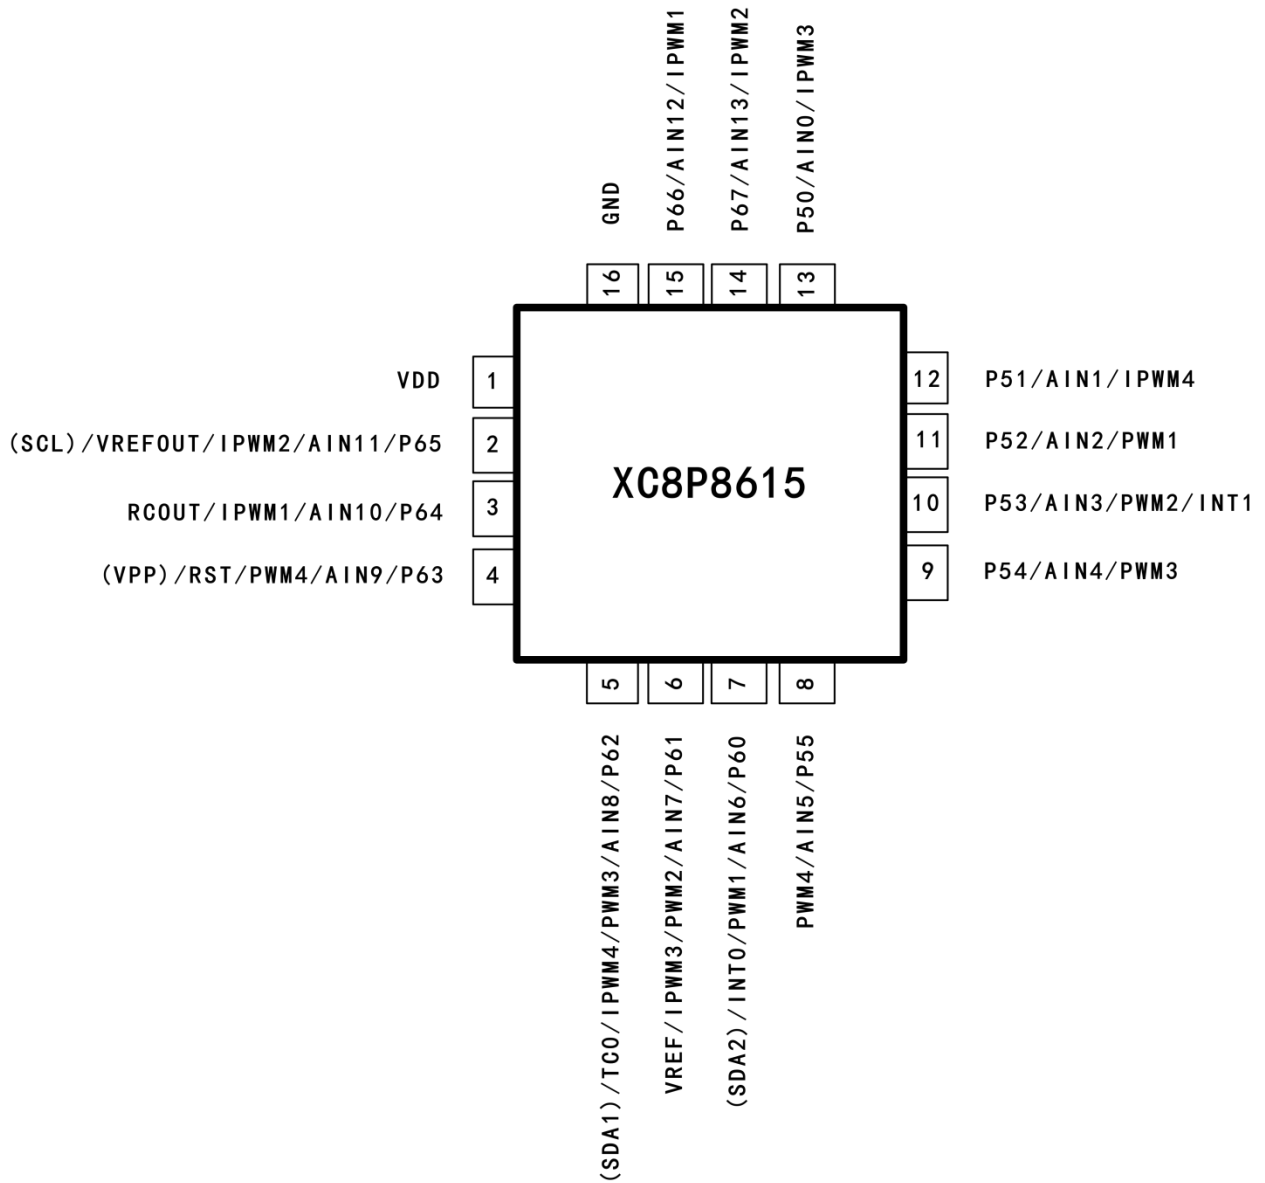 P66/AIN12/IPWM1
P67/AIN13/IPWM2
P50/AIN0/IPWM3
GND
16
15
14
13
VDD
1
12
P51/AIN1/IPWM4
(SCL)/VREFOUT/IPWM2/AIN11/P65
2
11
P52/AIN2/PWM1
XC8P8615
RCOUT/IPWM1/AIN10/P64
3
10
P53/AIN3/PWM2/INT1
(VPP)/RST/PWM4/AIN9/P63
4
9
P54/AIN4/PWM3
5
6
7
8
(SDA1)/TC0/IPWM4/PWM3/AIN8/P62
VREF/IPWM3/PWM2/AIN7/P61
(SDA2)/INT0/PWM1/AIN6/P60
PWM4/AIN5/P55